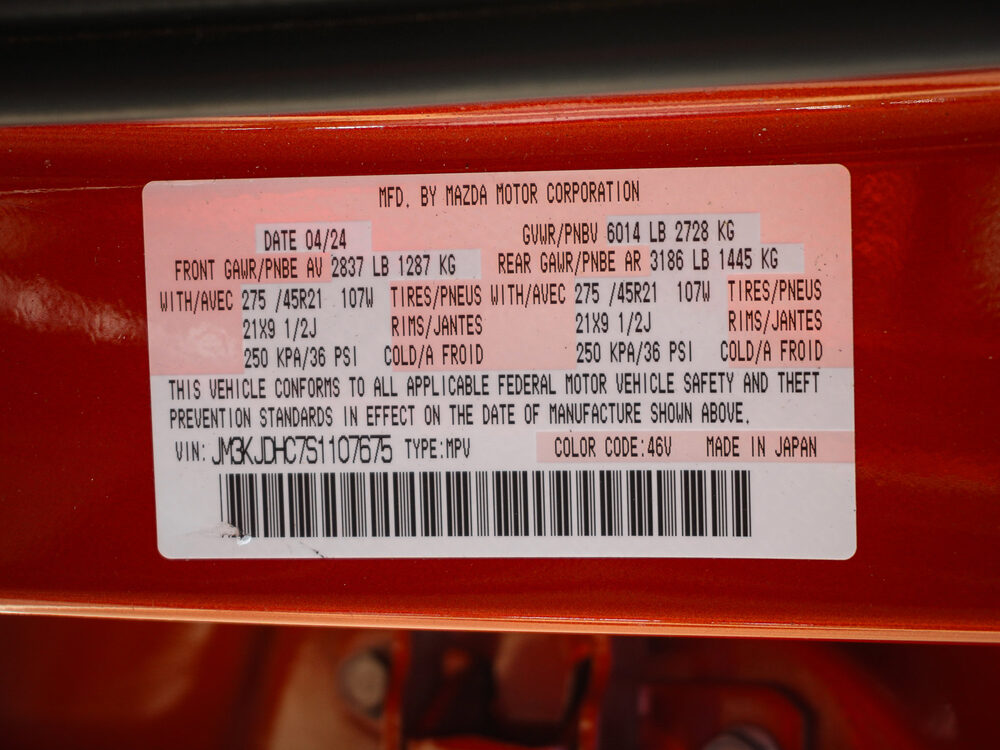 MFD. BY MAZDA MOTOR CORPORATION
DATE 04/24 GVWR/PNBV 6014 LB 2728 KG
FRONT GAWR/PNBE AV 2837 LB 1287 KG REAR GAWR/PNBE AR 3186 LB 1445 KG
WITH/AVEC 275 /45R21 107W TIRES/PNEUS WITH/AVEC 275 /45R21 107W TIRES/PNEUS
21X9 1/2J RIMS/JANTES 21X9 1/2J RIMS/JANTES
250 KPA/36 PSI COLD/A FROID 250 KPA/36 PSI COLD/A FROID
THIS VEHICLE CONFORMS TO ALL APPLICABLE FEDERAL MOTOR VEHICLE SAFETY AND THEFT
PREVENTION STANDARDS IN EFFECT ON THE DATE OF MANUFACTURE SHOWN ABOVE.
VIN: JM3KJDHC7S1107675 TYPE:MPV COLOR CODE:46V MADE IN JAPAN